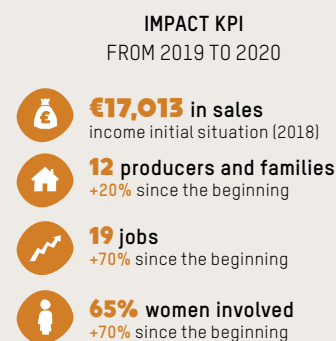 IMPACT KPI
FROM 2019 TO 2020
€17,013 in sales
income initial situation (2018)
12 producers and families
+20% since the beginning
19 jobs
+70% since the beginning
65% women involved
+70% since the beginning